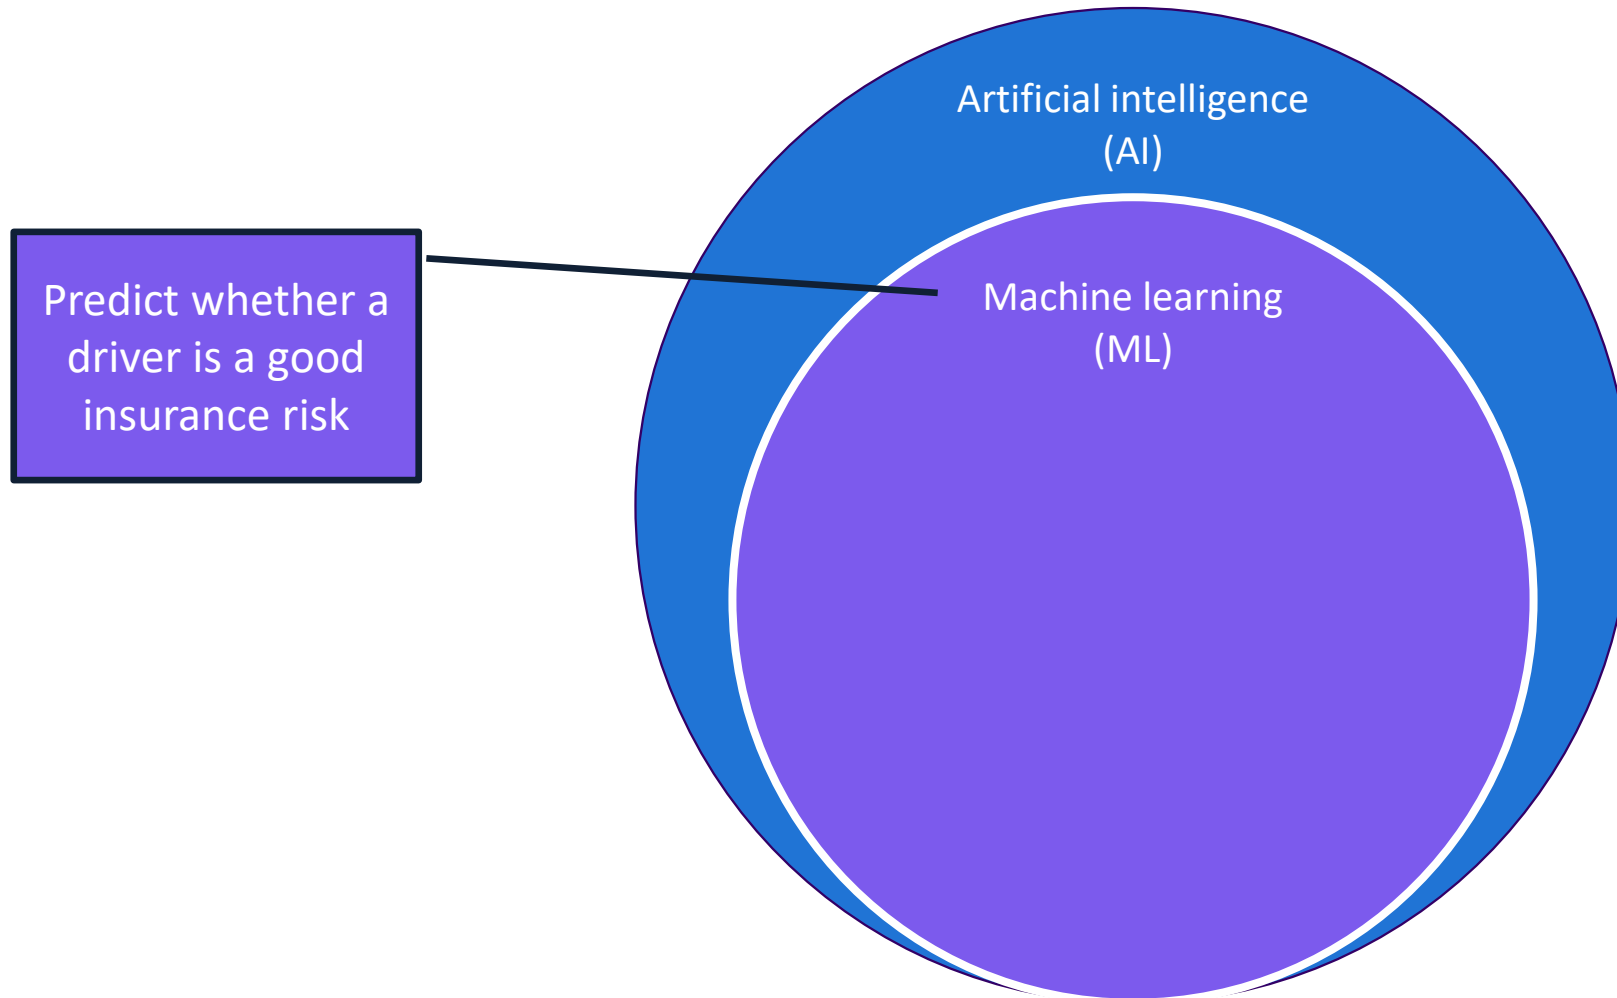 Artificial intelligence
(AI)
Predict whether a
driver is a good
insurance risk
Machine learning
(ML)